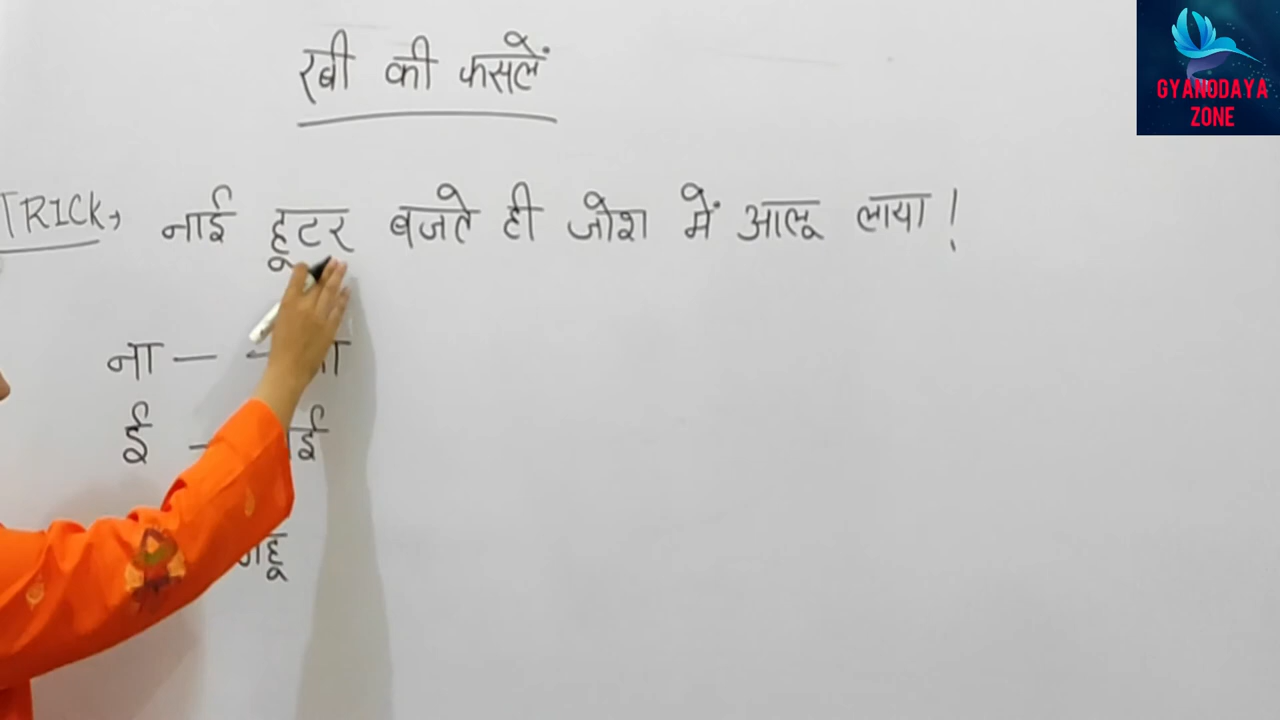 रबी की फसलें
TRICK, नाई हूटर बजते ही जोश में आलू लाया!
ना —
ई —
GYANODAYA
ZONE